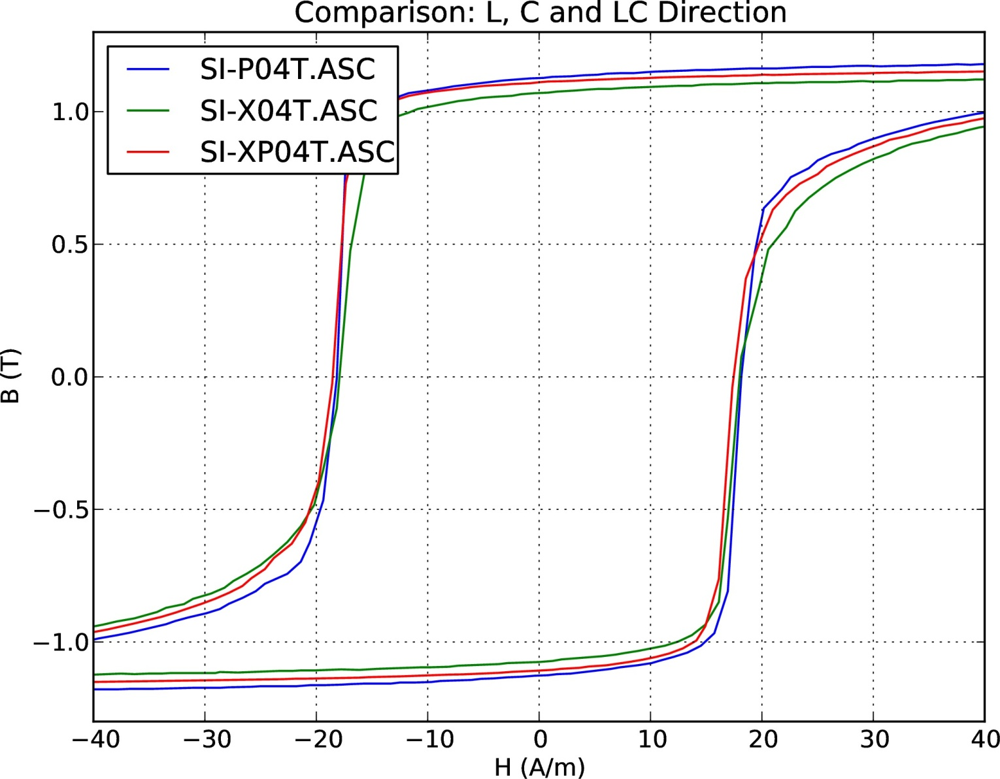 Comparison: L, C and LC Direction
SI-P04T.ASC
SI-X04T.ASC
SI-XP04T.ASC
1.0
0.5
0.0
−0.5
−1.0
B (T)
−40 −30 −20 −10 0 10 20 30 40
H (A/m)